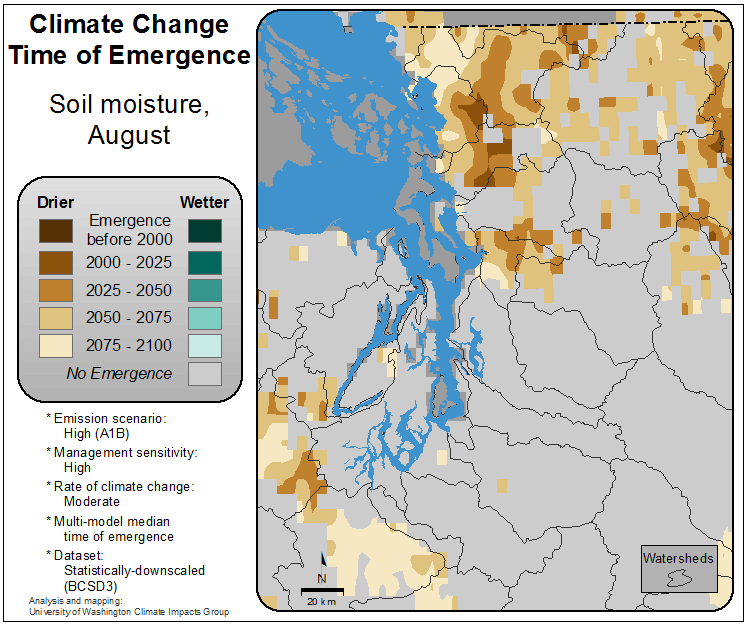 Climate Change
Time of Emergence
Soil moisture,
August
Drier
Wetter
Emergence
before 2000
2000 - 2025
2025 - 2050
2050 - 2075
2075 - 2100
No Emergence
* Emission scenario:
High (A1B)
* Management sensitivity:
High
* Rate of climate change:
Moderate
* Multi-model median
time of emergence
* Dataset:
Statistically-downscaled
(BCSD3)
Analysis and mapping:
University of Washington Climate Impacts Group
N
20 km
Watersheds